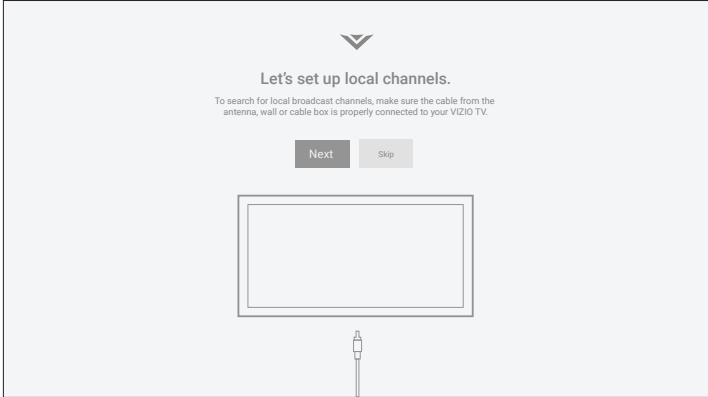 Let's set up local channels.
To search for local broadcast channels, make sure the cable from the
antenna, wall or cable box is properly connected to your VIZIO TV.
Next
Skip